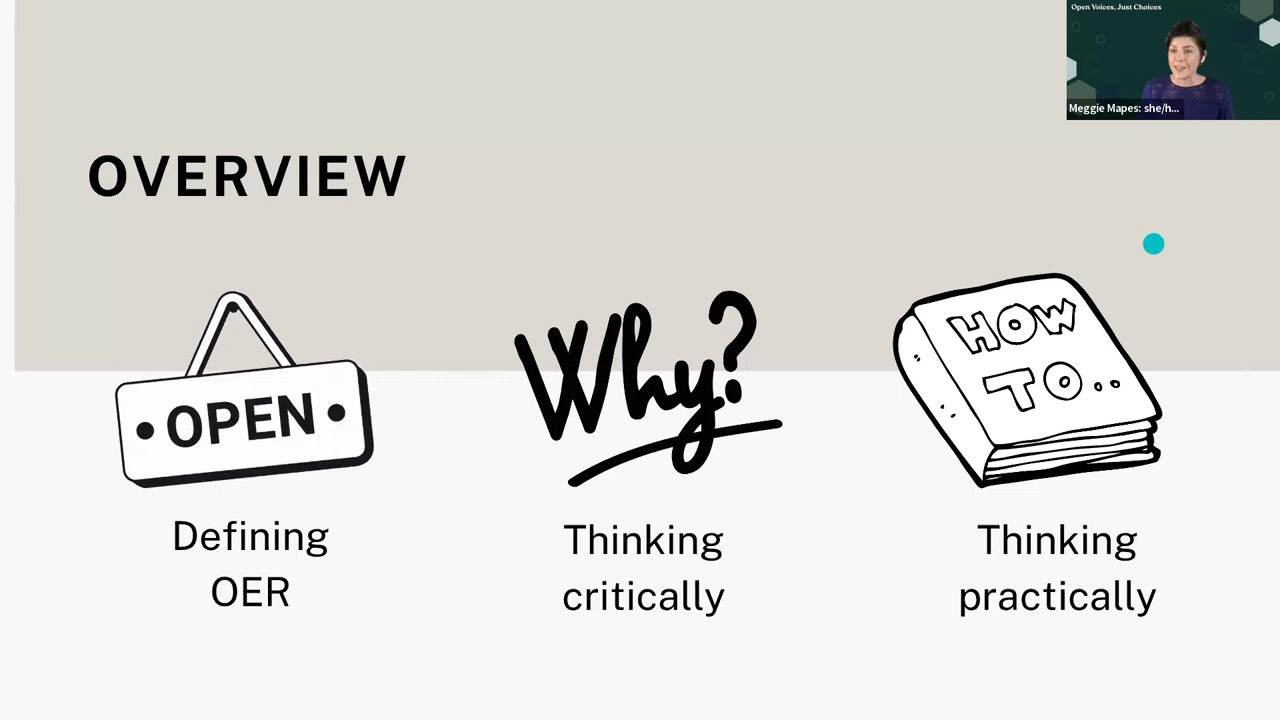 Open Voices, Just Choices
Meggie Mapes: she/h...
OVERVIEW
• OPEN •
Why?
HOW
TO..
Defining
OER
Thinking
critically
Thinking
practically